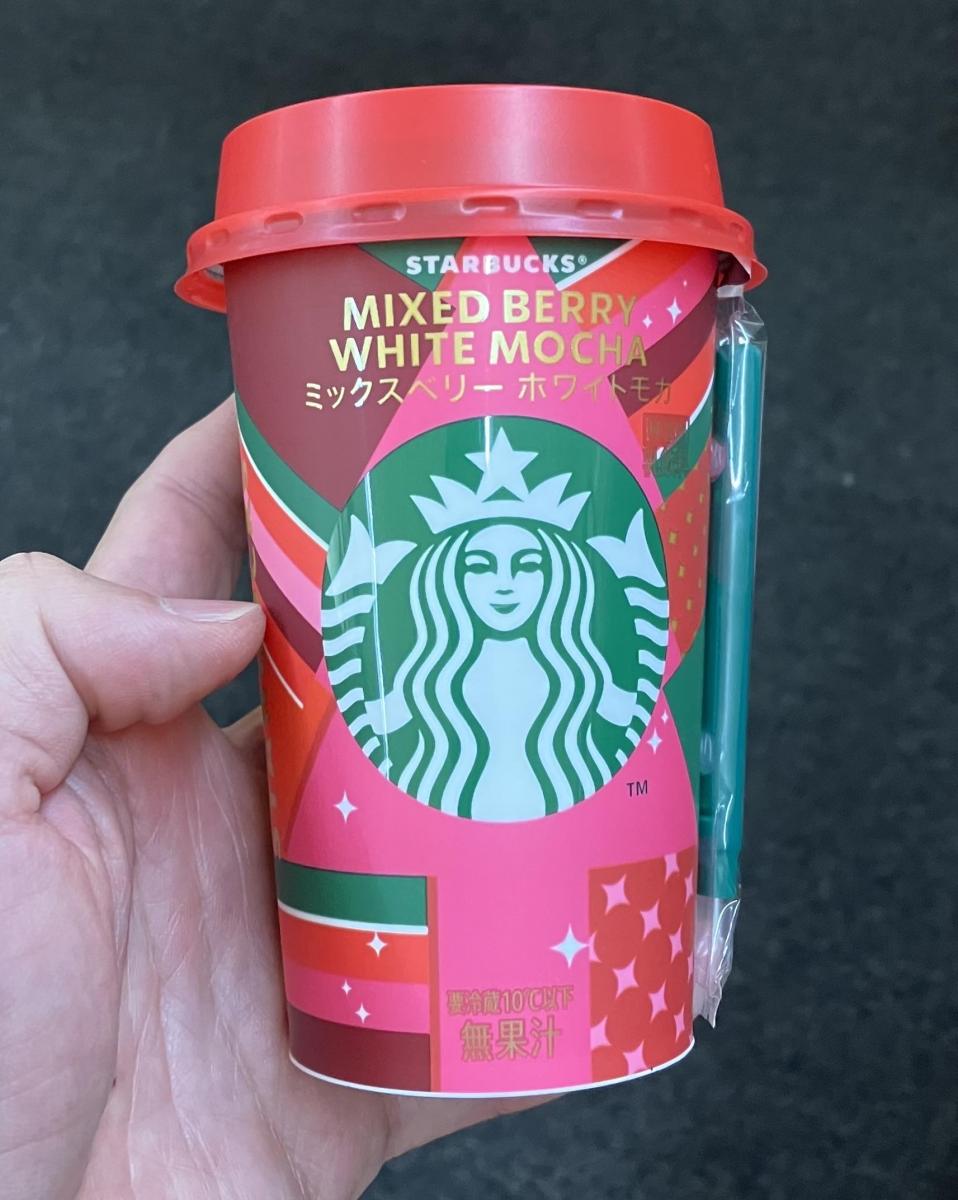 STARBUCKS®
MIXED BERRY
WHITE MOCHA
ミックスベリー ホワイトモカ
TM
要冷蔵10℃以下
無果汁